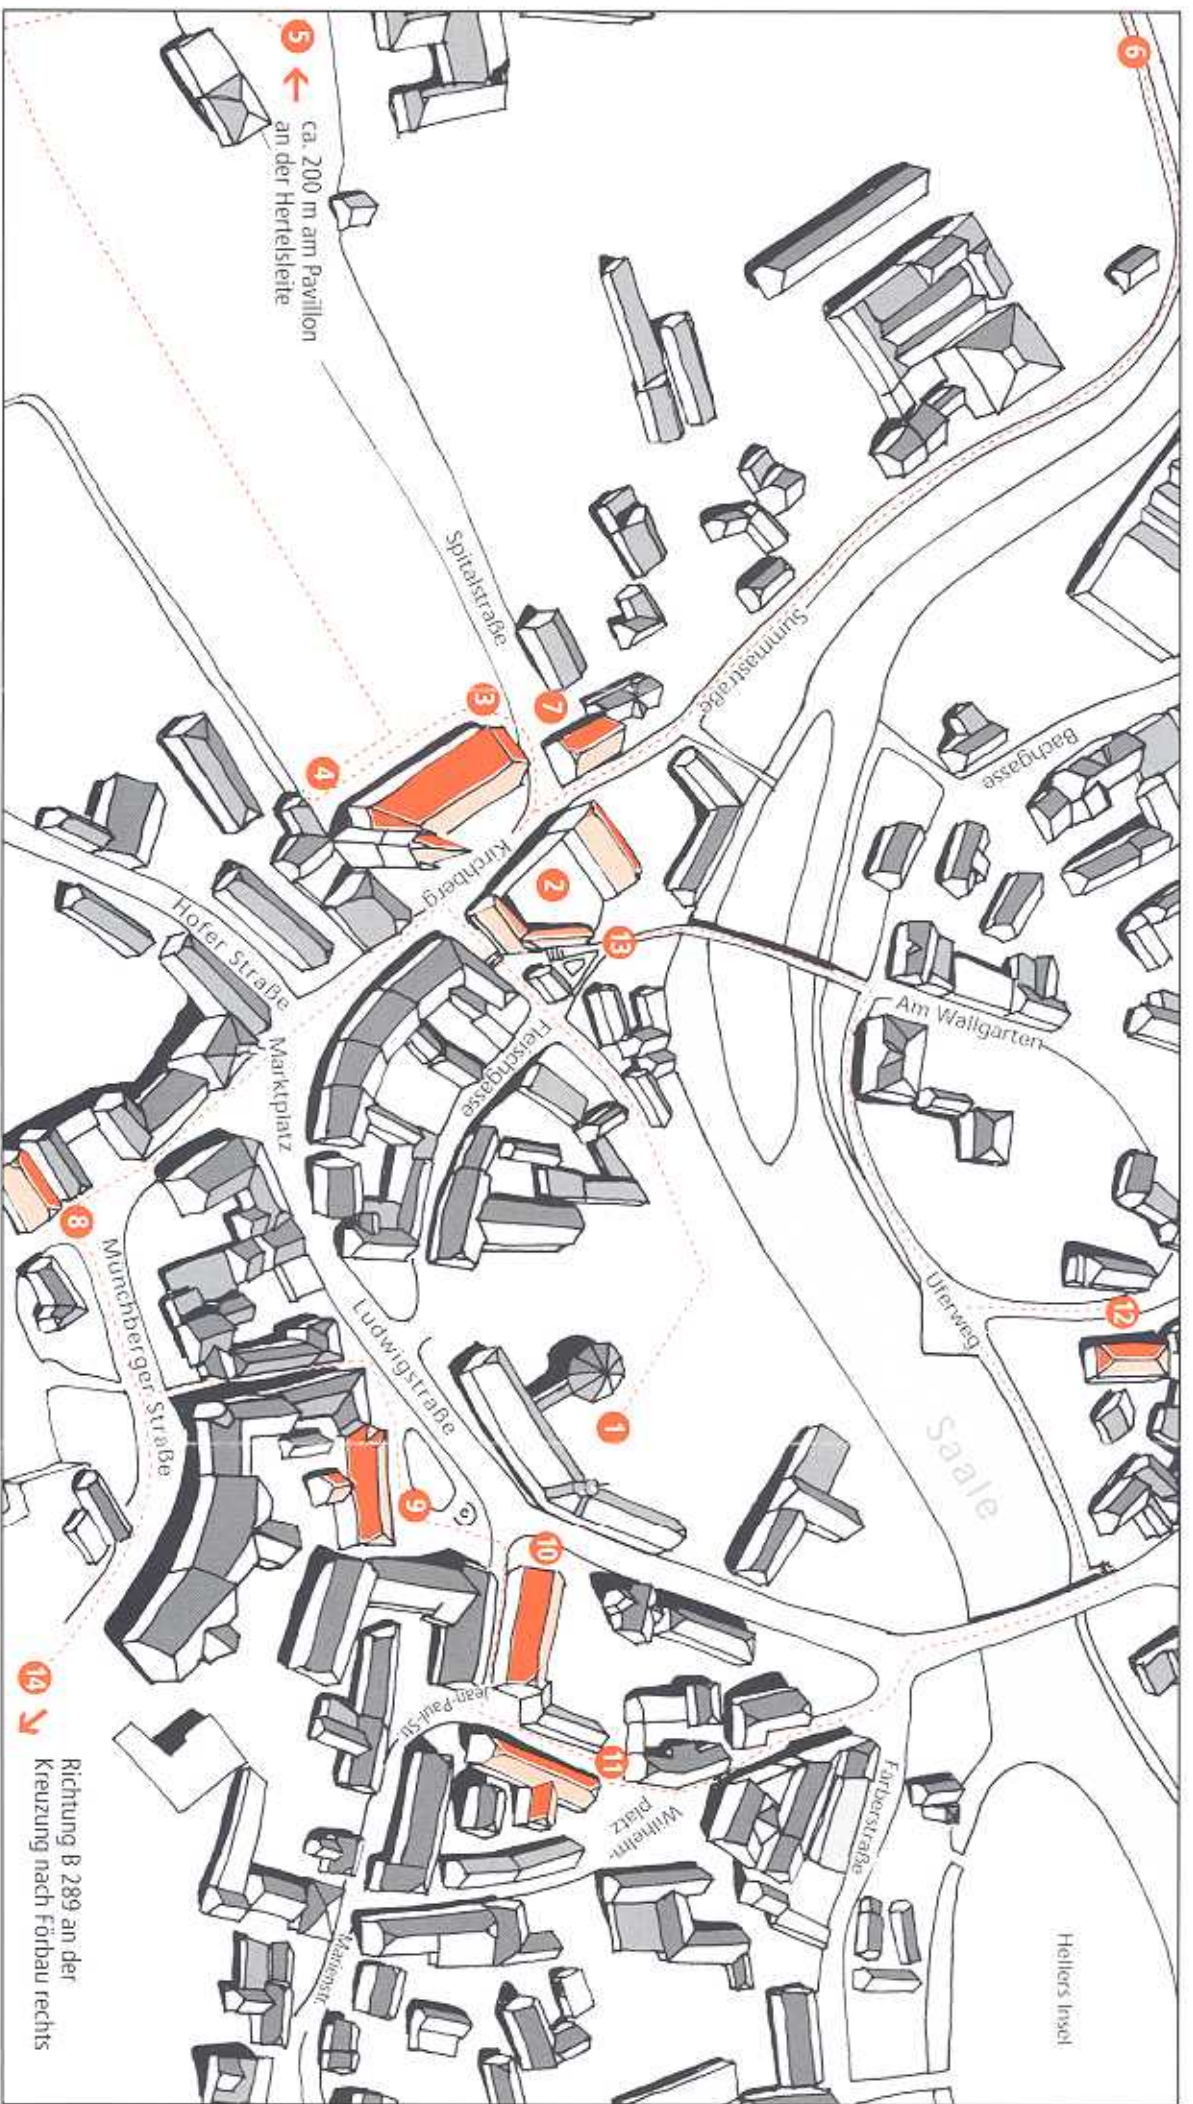 6
5
ca. 200 m am Pavillon
an der Hertelsleite
Spitalstraße
Summastraße
Bachgasse
3
7
4
Kirchberg
2
13
Hofer Straße
Marktplatz
Fleischgasse
Am Wallgarten
8
Münchberger Straße
Ludwigstraße
Uferweg
12
1
Saale
9
10
14
Richtung B 289 an der
Kreuzung nach Förbau rechts
Jean-Paul-Str.
11
Wilhelm-
platz
Färberstraße
Marienstr.
Hellers Insel